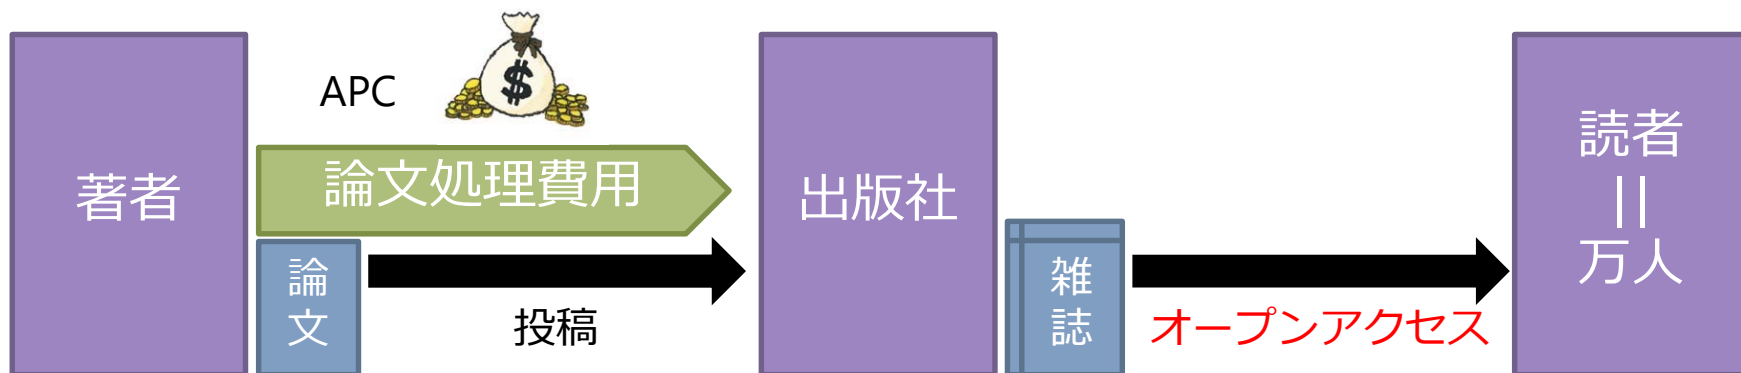 APC
$
著者
論文処理費用
論
文
投稿
出版社
雑
誌
オープンアクセス
読者
||
万人